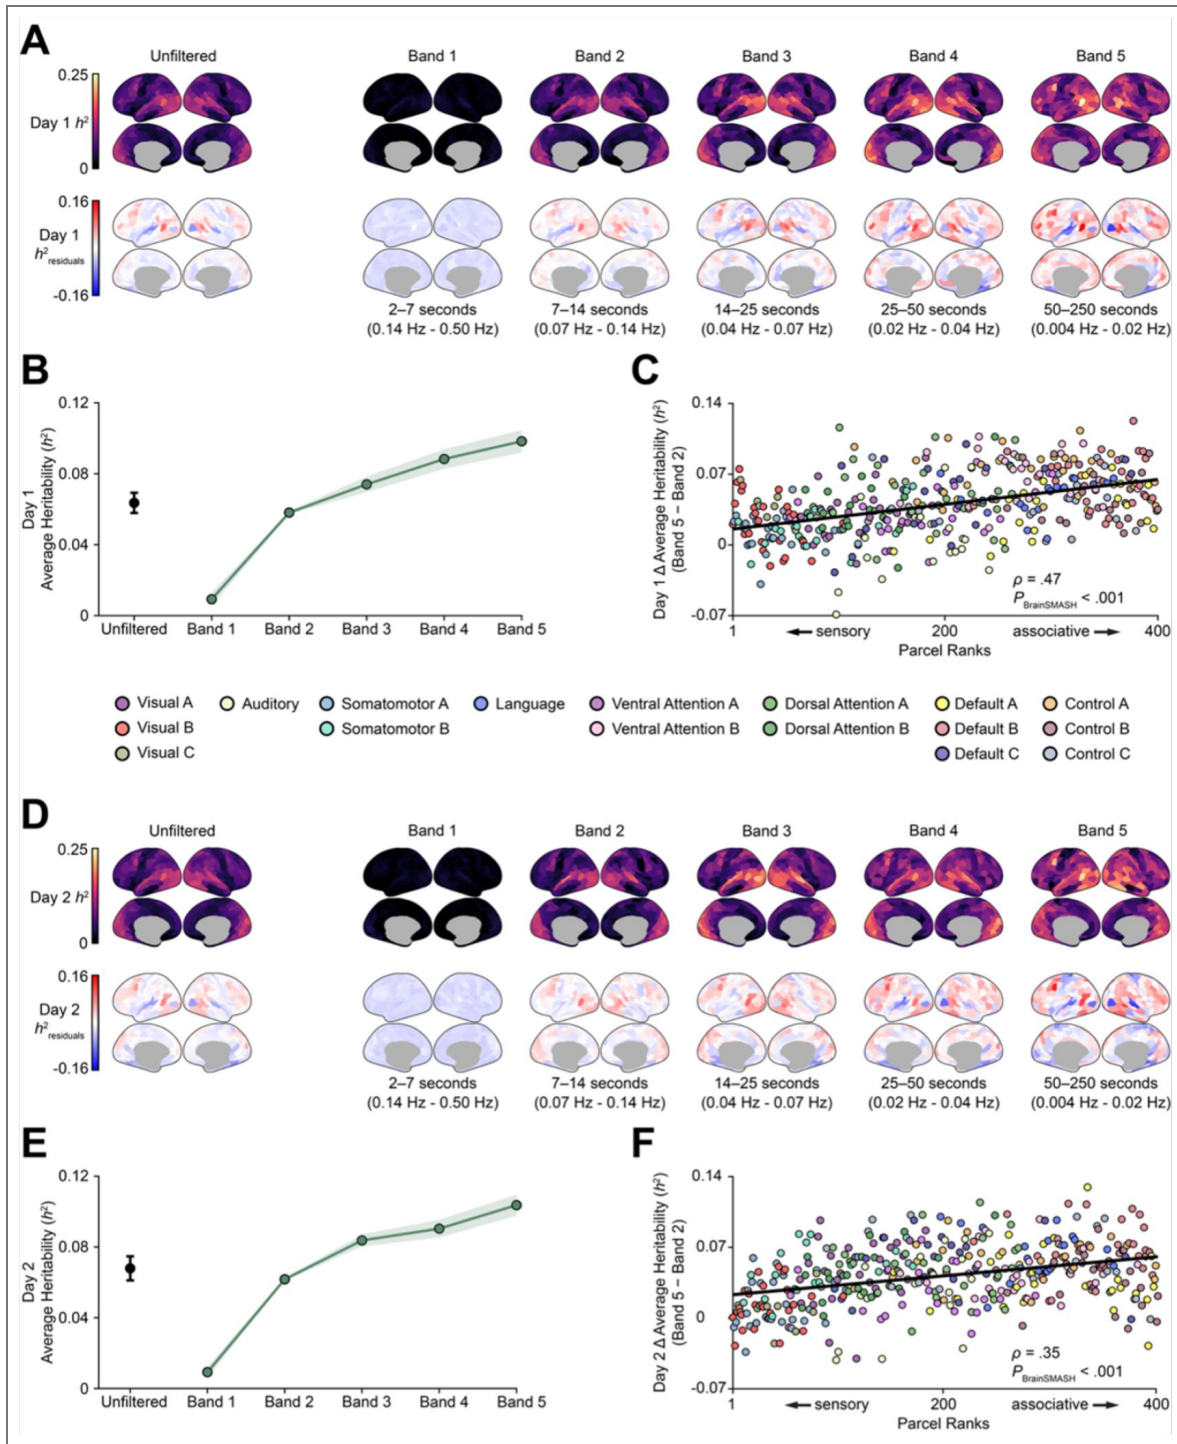 A
Unfiltered Band 1 Band 2 Band 3 Band 4 Band 5
0.25
Day 1 h²
0
0.16
Day 1
h²residuals
-0.16
2–7 seconds 7–14 seconds 14–25 seconds 25–50 seconds 50–250 seconds
(0.14 Hz - 0.50 Hz) (0.07 Hz - 0.14 Hz) (0.04 Hz - 0.07 Hz) (0.02 Hz - 0.04 Hz) (0.004 Hz - 0.02 Hz)
B
Day 1
Average Heritability (h²)
0.12
0.08
0.04
0
Unfiltered Band 1 Band 2 Band 3 Band 4 Band 5
C
Day 1 Δ Average Heritability (h²)
(Band 5 – Band 2)
0.14
0.07
0
-0.07
ρ = .47
PBrainSMASH < .001
1 ← sensory 200 associative → 400
Parcel Ranks
Visual A Auditory Somatomotor A Language Ventral Attention A Dorsal Attention A Default A Control A
Visual B Somatomotor B Ventral Attention B Dorsal Attention B Default B Control B
Visual C Default C Control C
D
Unfiltered Band 1 Band 2 Band 3 Band 4 Band 5
0.25
Day 2 h²
0
0.16
Day 2
h²residuals
-0.16
2–7 seconds 7–14 seconds 14–25 seconds 25–50 seconds 50–250 seconds
(0.14 Hz - 0.50 Hz) (0.07 Hz - 0.14 Hz) (0.04 Hz - 0.07 Hz) (0.02 Hz - 0.04 Hz) (0.004 Hz - 0.02 Hz)
E
Day 2
Average Heritability (h²)
0.12
0.08
0.04
0
Unfiltered Band 1 Band 2 Band 3 Band 4 Band 5
F
Day 2 Δ Average Heritability (h²)
(Band 5 – Band 2)
0.14
0.07
0
-0.07
ρ = .35
PBrainSMASH < .001
1 ← sensory 200 associative → 400
Parcel Ranks